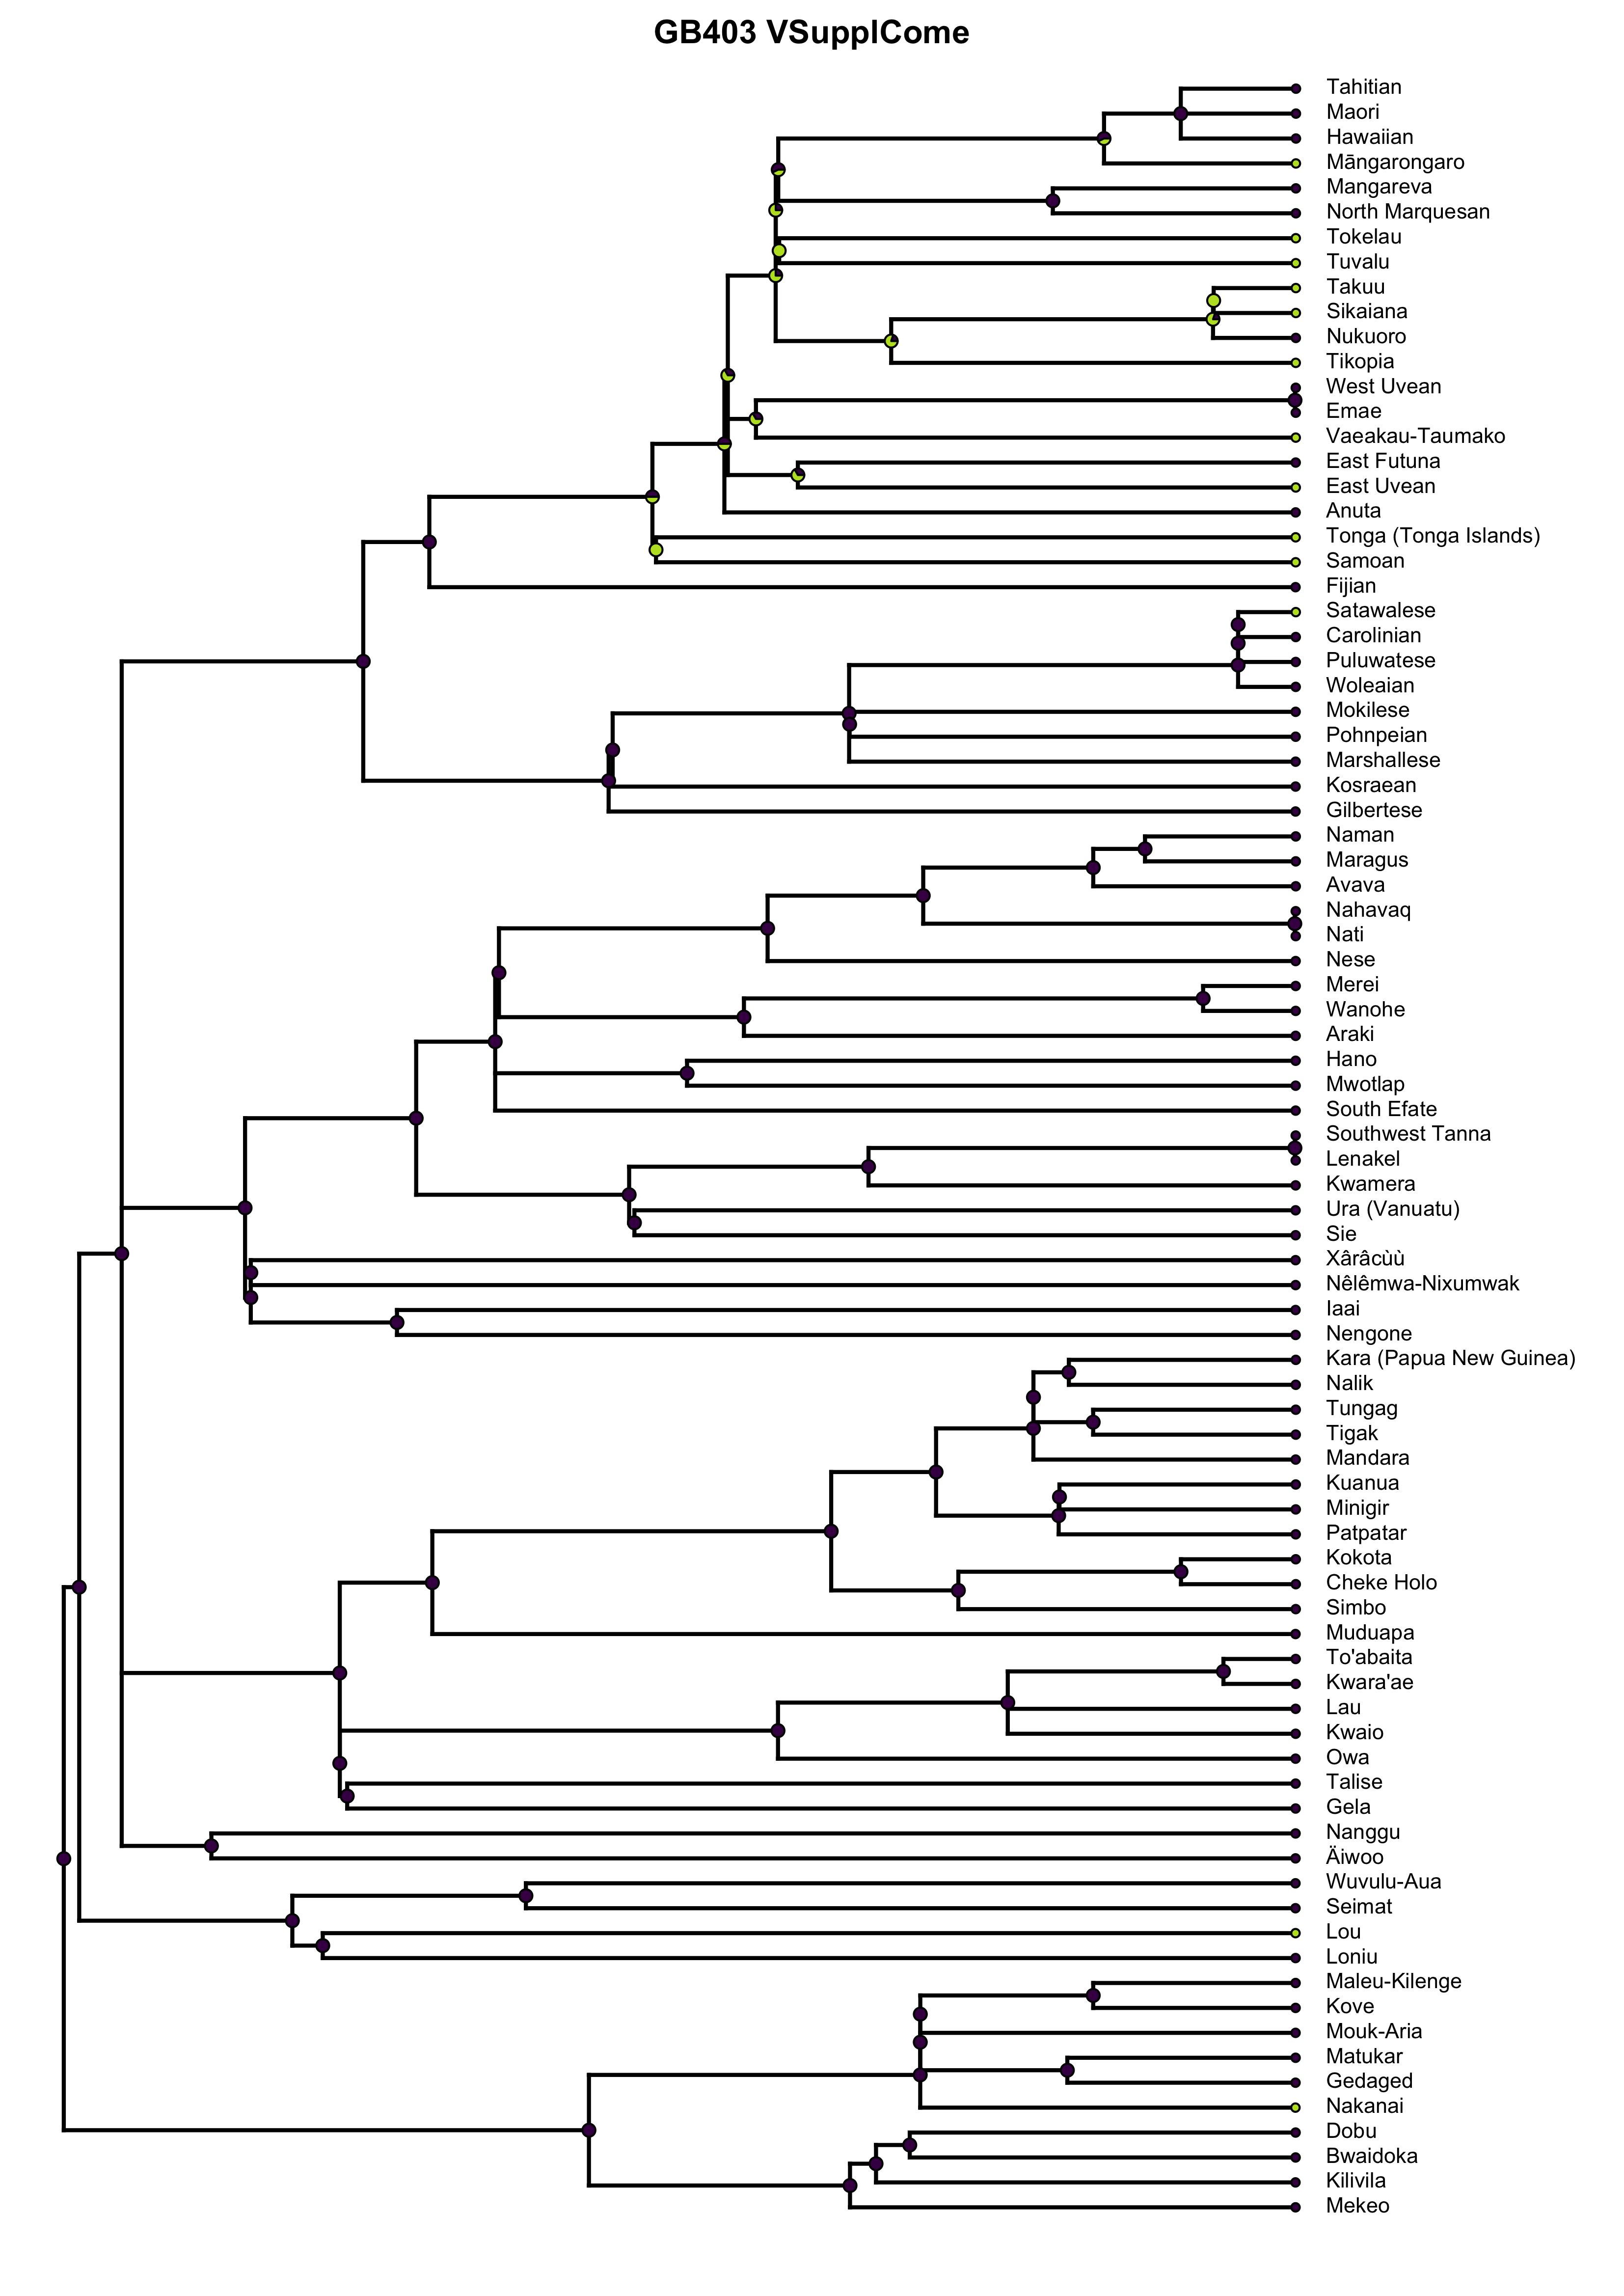 GB403 VSupplCome
Tahitian
Maori
Hawaiian
Māngarongaro
Mangareva
North Marquesan
Tokelau
Tuvalu
Takuu
Sikaiana
Nukuoro
Tikopia
West Uvean
Emae
Vaeakau-Taumako
East Futuna
East Uvean
Anuta
Tonga (Tonga Islands)
Samoan
Fijian
Satawalese
Carolinian
Puluwatese
Woleaian
Mokilese
Pohnpeian
Marshallese
Kosraean
Gilbertese
Naman
Maragus
Avava
Nahavaq
Nati
Nese
Merei
Wanohe
Araki
Hano
Mwotlap
South Efate
Southwest Tanna
Lenakel
Kwamera
Ura (Vanuatu)
Sie
Xârâcùù
Nêlêmwa-Nixumwak
Iaai
Nengone
Kara (Papua New Guinea)
Nalik
Tungag
Tigak
Mandara
Kuanua
Minigir
Patpatar
Kokota
Cheke Holo
Simbo
Muduapa
To'abaita
Kwara'ae
Lau
Kwaio
Owa
Talise
Gela
Nanggu
Äiwoo
Wuvulu-Aua
Seimat
Lou
Loniu
Maleu-Kilenge
Kove
Mouk-Aria
Matukar
Gedaged
Nakanai
Dobu
Bwaidoka
Kilivila
Mekeo